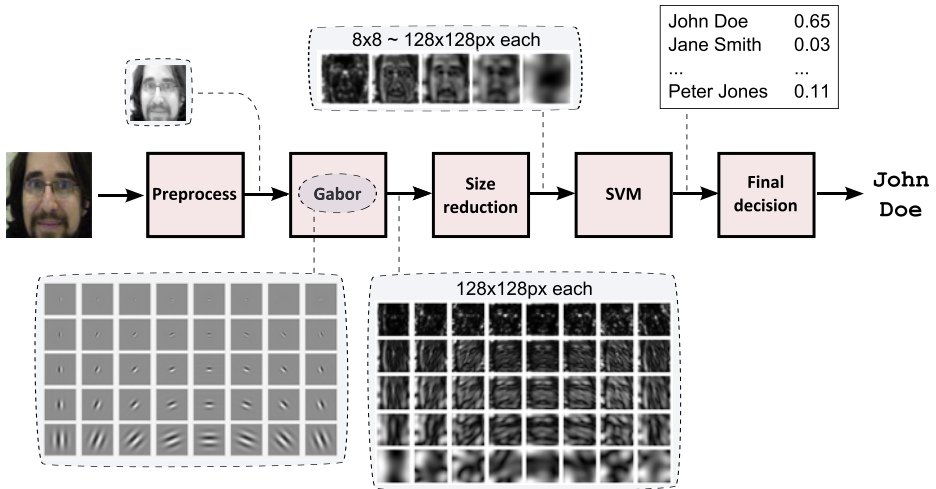 8x8 ~ 128x128px each
John Doe 0.65
Jane Smith 0.03
... ...
Peter Jones 0.11
Preprocess
Gabor
Size
reduction
SVM
Final
decision
John
Doe
128x128px each